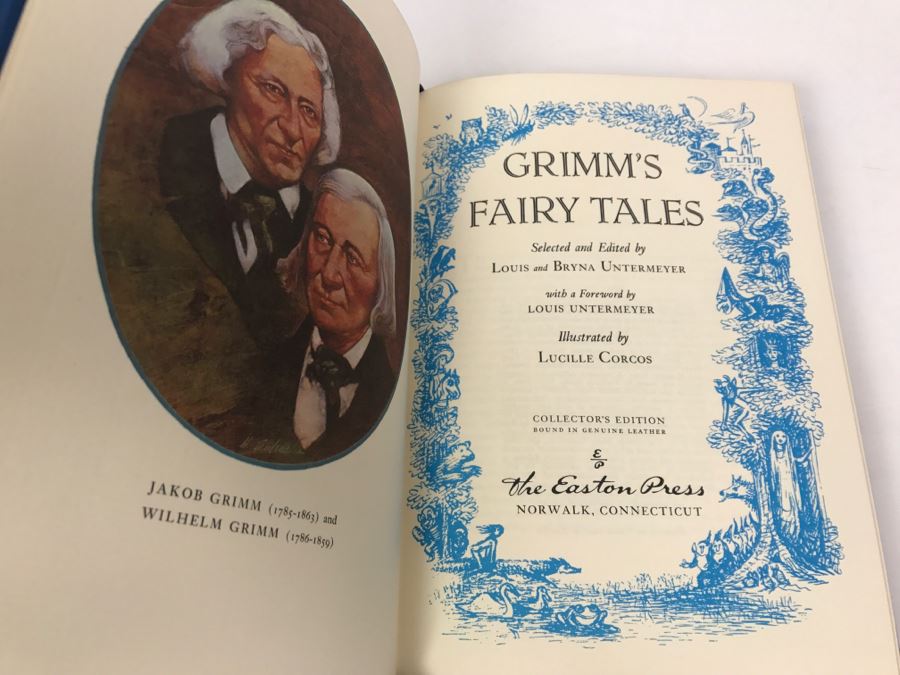 JAKOB GRIMM (1785-1863) and
WILHELM GRIMM (1786-1859)
GRIMM'S
FAIRY TALES
Selected and Edited by
LOUIS and BRYNA UNTERMEYER
with a Foreword by
LOUIS UNTERMEYER
Illustrated by
LUCILLE CORCOS
COLLECTOR'S EDITION
BOUND IN GENUINE LEATHER
E
P
The Easton Press
NORWALK, CONNECTICUT